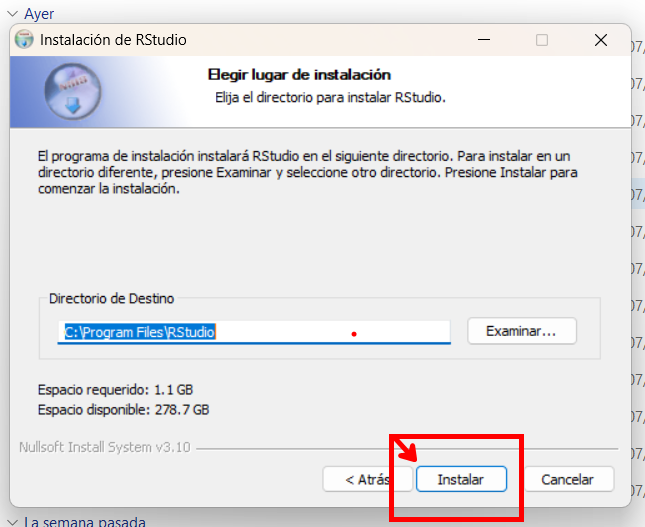 Ayer
Instalación de RStudio
Elegir lugar de instalación
Elija el directorio para instalar RStudio.
El programa de instalación instalará RStudio en el siguiente directorio. Para instalar en un
directorio diferente, presione Examinar y seleccione otro directorio. Presione Instalar para
comenzar la instalación.
Directorio de Destino
C:\Program Files\RStudio
Examinar...
Espacio requerido: 1.1 GB
Espacio disponible: 278.7 GB
Nullsoft Install System v3.10
< Atrás
Instalar
Cancelar
La semana pasada